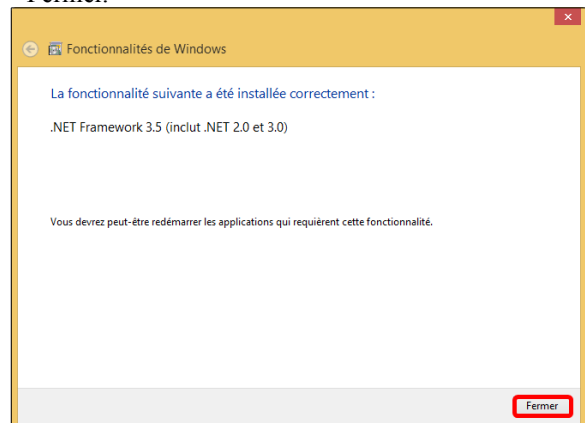 Fermer.
Fonctionnalités de Windows
La fonctionnalité suivante a été installée correctement :
.NET Framework 3.5 (inclut .NET 2.0 et 3.0)
Vous devrez peut-être redémarrer les applications qui requièrent cette fonctionnalité.
Fermer